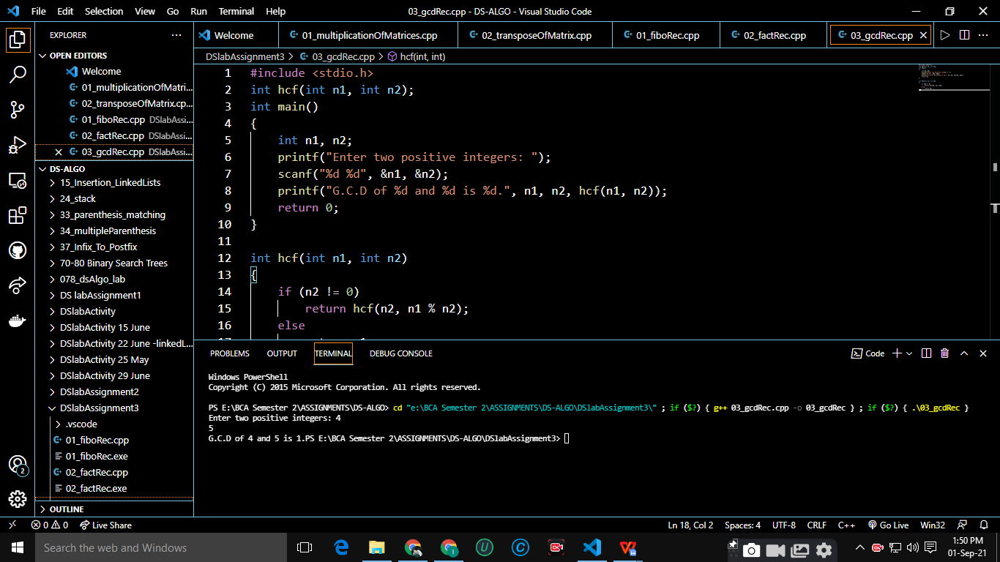 File Edit Selection View Go Run Terminal Help 03_gcdRec.cpp - DS-ALGO - Visual Studio Code
EXPLORER
OPEN EDITORS
Welcome
01_multiplicationOfMatri...
02_transposeOfMatrix.cp...
01_fiboRec.cpp DSlabAssi...
02_factRec.cpp DSlabAssi...
03_gcdRec.cpp DSlabAssi...
DS-ALGO
15_Insertion_LinkedLists
24_stack
33_parenthesis_matching
34_multipleParenthesis
37_Infix_To_Postfix
70-80 Binary Search Trees
078_dsAlgo_lab
DS labAssignment1
DSlabActivity
DSlabActivity 15 June
DSlabActivity 22 June -linkedL...
DSlabActivity 25 May
DSlabActivity 29 June
DSlabAssignment2
DSlabAssignment3
.vscode
01_fiboRec.cpp
01_fiboRec.exe
02_factRec.cpp
02_factRec.exe
OUTLINE
Welcome 01_multiplicationOfMatrices.cpp 02_transposeOfMatrix.cpp 01_fiboRec.cpp 02_factRec.cpp 03_gcdRec.cpp
DSlabAssignment3 > 03_gcdRec.cpp > hcf(int, int)
1 #include <stdio.h>
2 int hcf(int n1, int n2);
3 int main()
4 {
5 int n1, n2;
6 printf("Enter two positive integers: ");
7 scanf("%d %d", &n1, &n2);
8 printf("G.C.D of %d and %d is %d.", n1, n2, hcf(n1, n2));
9 return 0;
10 }
11
12 int hcf(int n1, int n2)
13 {
14 if (n2 != 0)
15 return hcf(n2, n1 % n2);
16 else
PROBLEMS OUTPUT TERMINAL DEBUG CONSOLE Code
Windows PowerShell
Copyright (C) 2015 Microsoft Corporation. All rights reserved.
PS E:\BCA Semester 2\ASSIGNMENTS\DS-ALGO> cd "e:\BCA Semester 2\ASSIGNMENTS\DS-ALGO\DSlabAssignment3\" ; if ($?) { g++ 03_gcdRec.cpp -o 03_gcdRec } ; if ($?) { .\03_gcdRec }
Enter two positive integers: 4
5
G.C.D of 4 and 5 is 1.PS E:\BCA Semester 2\ASSIGNMENTS\DS-ALGO\DSlabAssignment3>
2
0 0 Live Share Ln 18, Col 2 Spaces: 4 UTF-8 CRLF C++ Go Live Win32
Search the web and Windows
1:50 PM
01-Sep-21